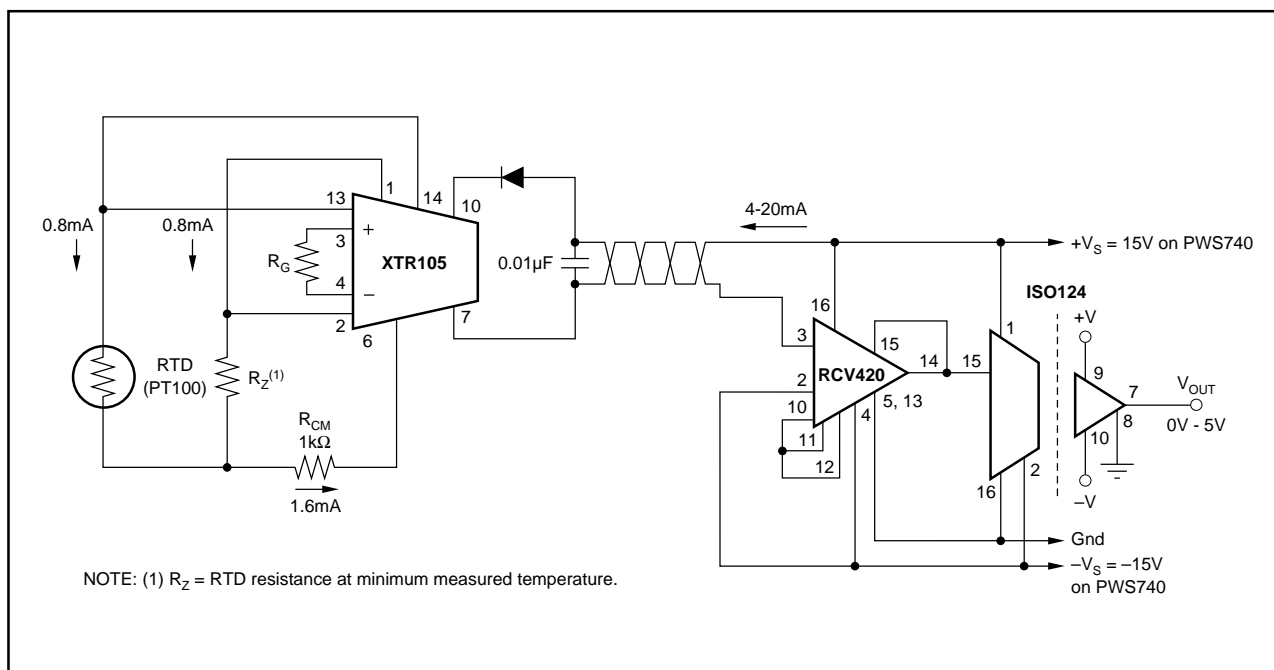 1
14
13
10
0.8mA
0.8mA
4-20mA
+
3
R_G
XTR105
0.01µF
+V_S = 15V on PWS740
4
–
ISO124
2
7
6
16
1
+V
3
15
RTD
(PT100)
R_Z(1)
14
15
9
RCV420
2
7
V_OUT
R_CM
1kΩ
10
5, 13
8
4
0V - 5V
11
10
12
2
1.6mA
16
–V
Gnd
–V_S = –15V
on PWS740
NOTE: (1) R_Z = RTD resistance at minimum measured temperature.